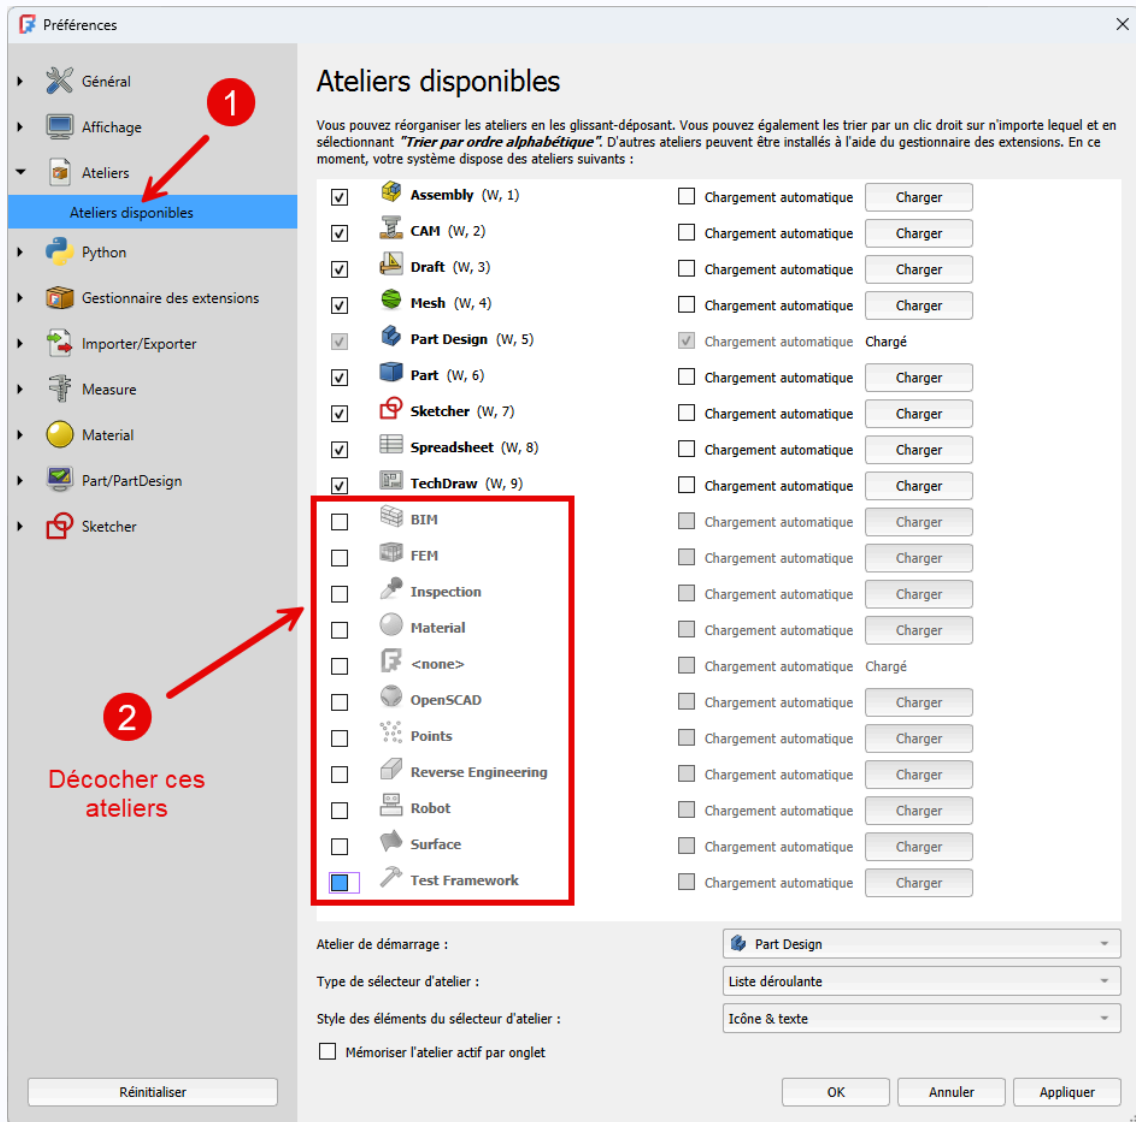 Préférences
Général
Affichage
Ateliers
Ateliers disponibles
Python
Gestionnaire des extensions
Importer/Exporter
Measure
Material
Part/PartDesign
Sketcher
1
2
Décocher ces
ateliers
Réinitialiser
Ateliers disponibles
Vous pouvez réorganiser les ateliers en les glissant-déposant. Vous pouvez également les trier par un clic droit sur n'importe lequel et en
sélectionnant "Trier par ordre alphabétique". D'autres ateliers peuvent être installés à l'aide du gestionnaire des extensions. En ce
moment, votre système dispose des ateliers suivants :
Assembly (W, 1) Chargement automatique Charger
CAM (W, 2) Chargement automatique Charger
Draft (W, 3) Chargement automatique Charger
Mesh (W, 4) Chargement automatique Charger
Part Design (W, 5) Chargement automatique Chargé
Part (W, 6) Chargement automatique Charger
Sketcher (W, 7) Chargement automatique Charger
Spreadsheet (W, 8) Chargement automatique Charger
TechDraw (W, 9) Chargement automatique Charger
BIM Chargement automatique Charger
FEM Chargement automatique Charger
Inspection Chargement automatique Charger
Material Chargement automatique Charger
<none> Chargement automatique Chargé
OpenSCAD Chargement automatique Charger
Points Chargement automatique Charger
Reverse Engineering Chargement automatique Charger
Robot Chargement automatique Charger
Surface Chargement automatique Charger
Test Framework Chargement automatique Charger
Atelier de démarrage : Part Design
Type de sélecteur d'atelier : Liste déroulante
Style des éléments du sélecteur d'atelier : Icône & texte
Mémoriser l'atelier actif par onglet
OK Annuler Appliquer